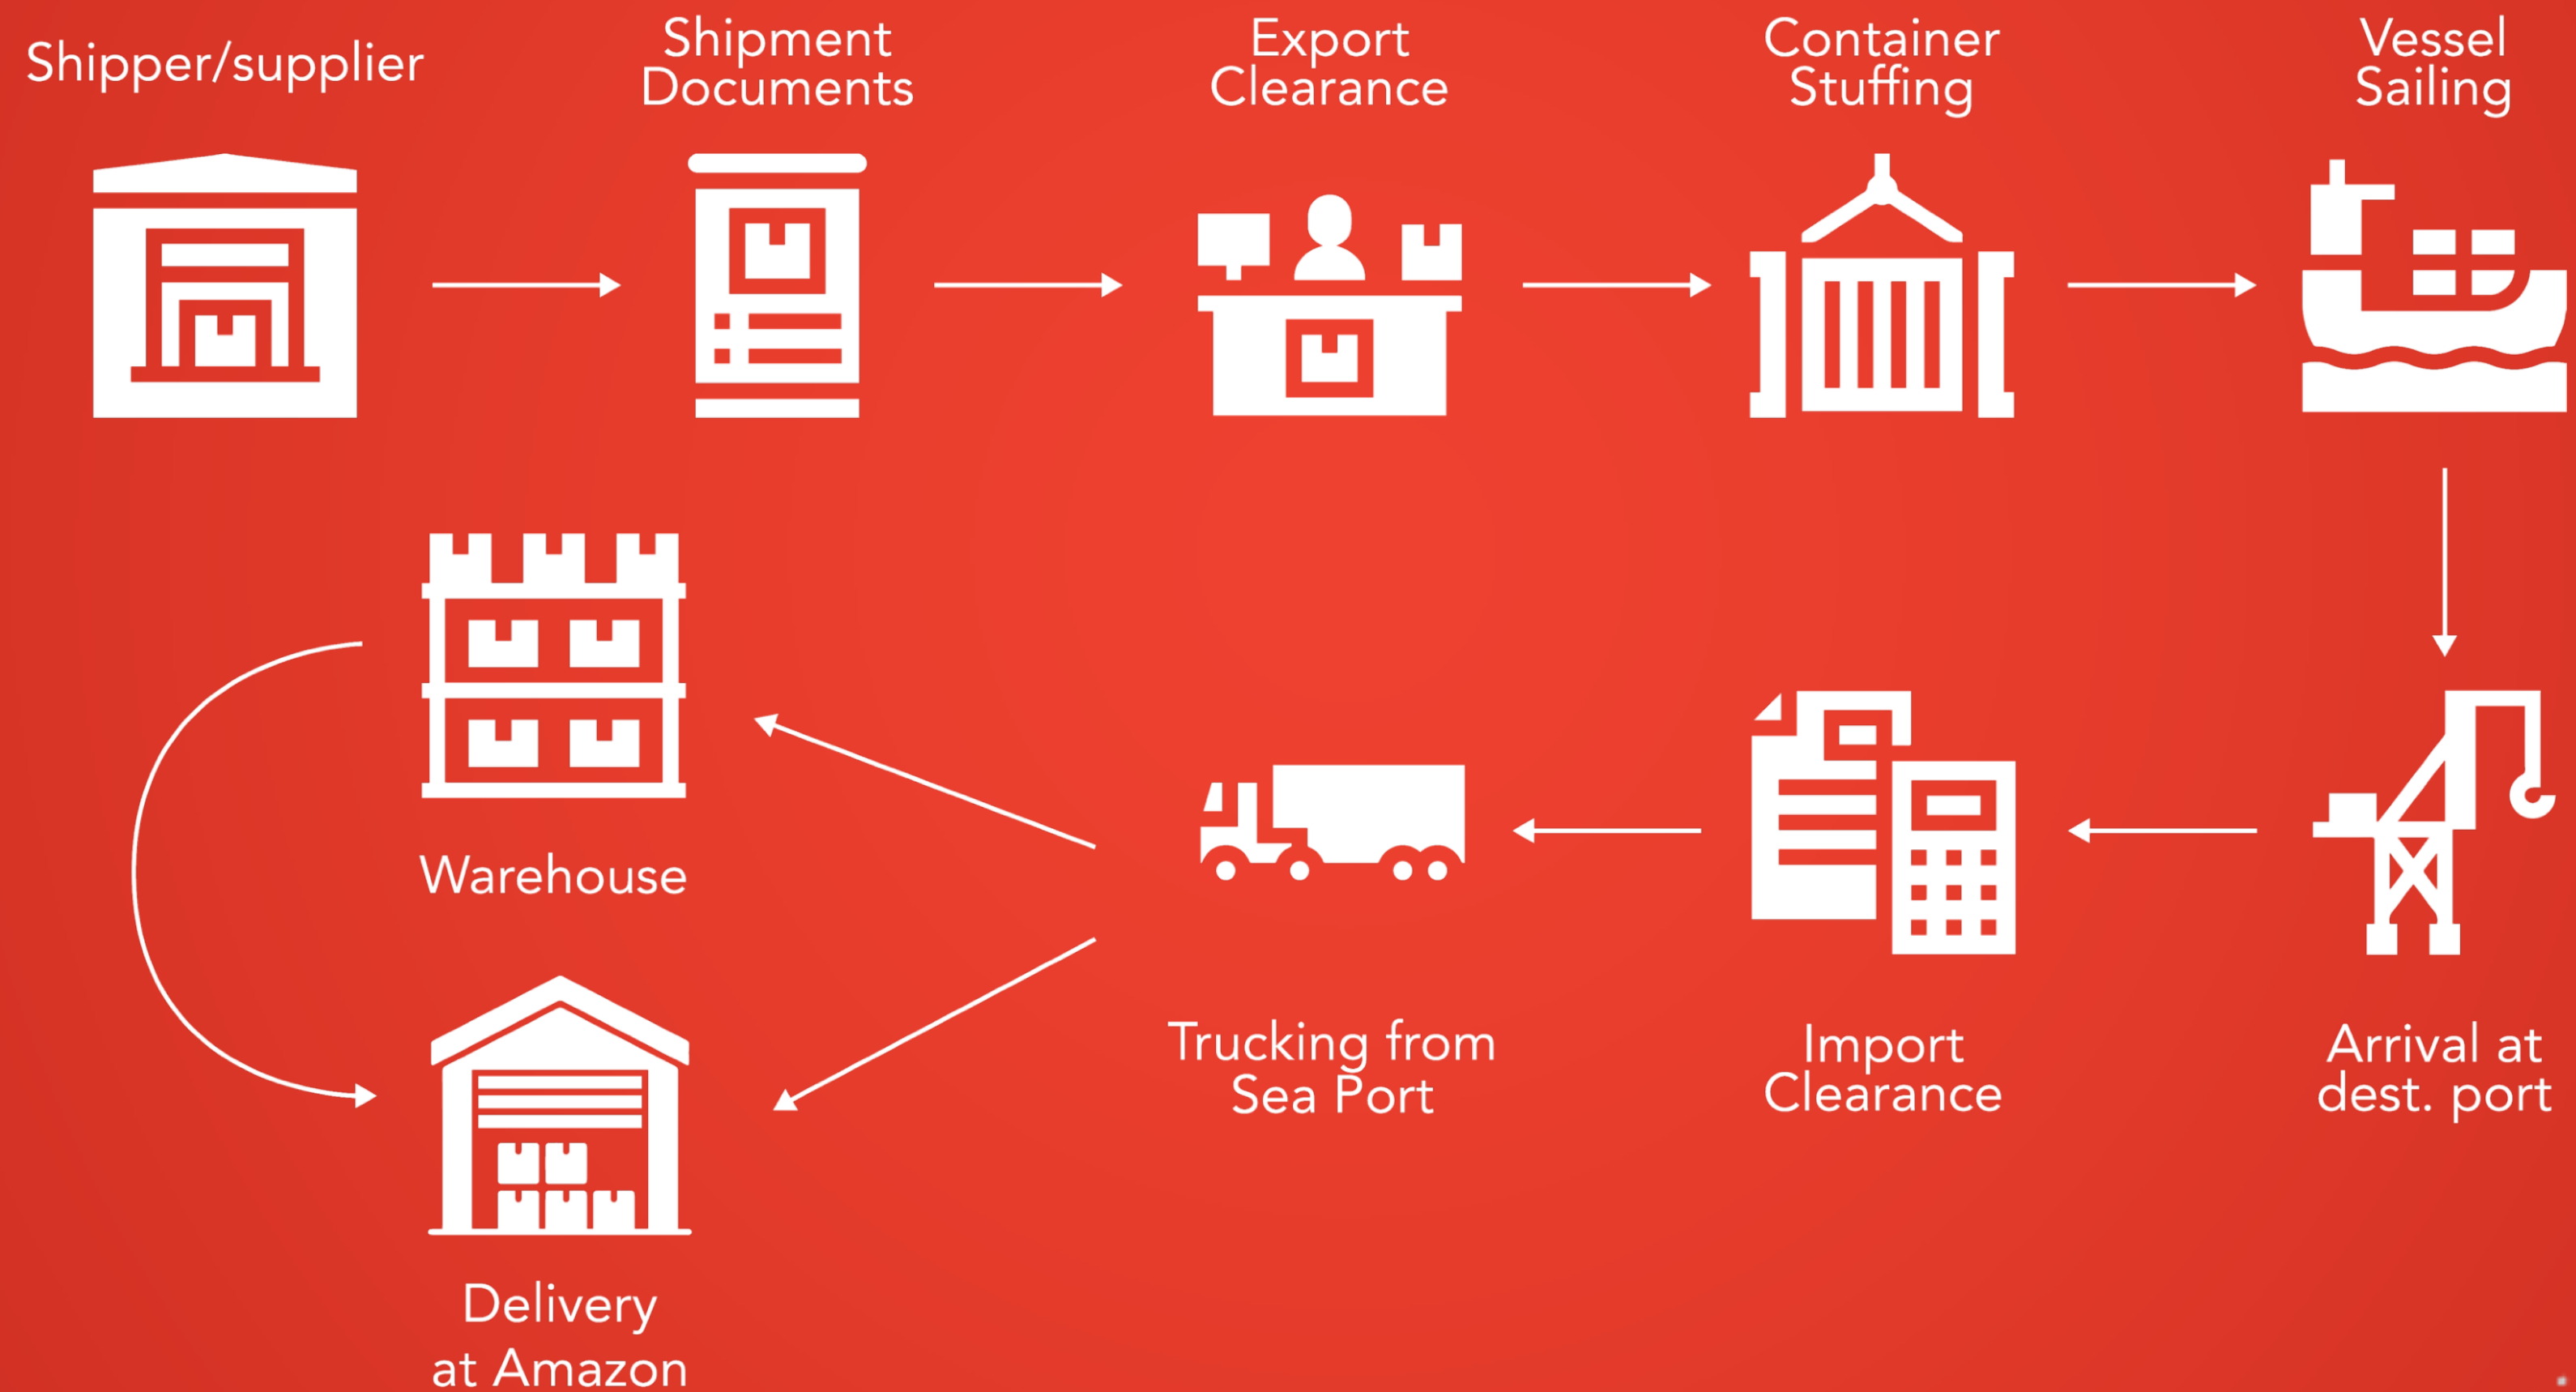 Shipper/supplier
Shipment
Documents
Export
Clearance
Container
Stuffing
Vessel
Sailing
Warehouse
Trucking from
Sea Port
Import
Clearance
Arrival at
dest. port
Delivery
at Amazon